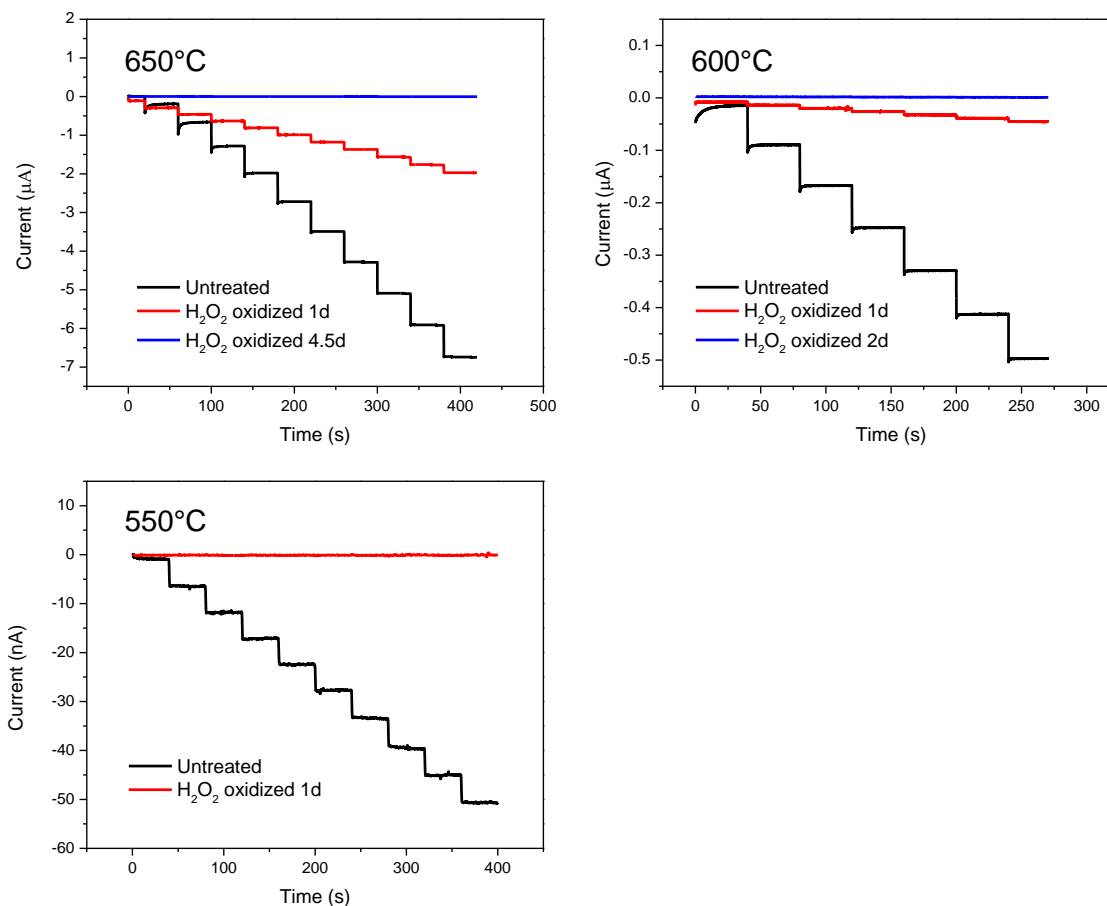 650°C
2
1
0
-1
-2
-3
-4
-5
-6
-7
Current (μA)
Untreated
H₂O₂ oxidized 1d
H₂O₂ oxidized 4.5d
0 100 200 300 400 500
Time (s)
600°C
0.1
0.0
-0.1
-0.2
-0.3
-0.4
-0.5
Current (μA)
Untreated
H₂O₂ oxidized 1d
H₂O₂ oxidized 2d
0 50 100 150 200 250 300
Time (s)
550°C
10
0
-10
-20
-30
-40
-50
-60
Current (nA)
Untreated
H₂O₂ oxidized 1d
0 100 200 300 400
Time (s)